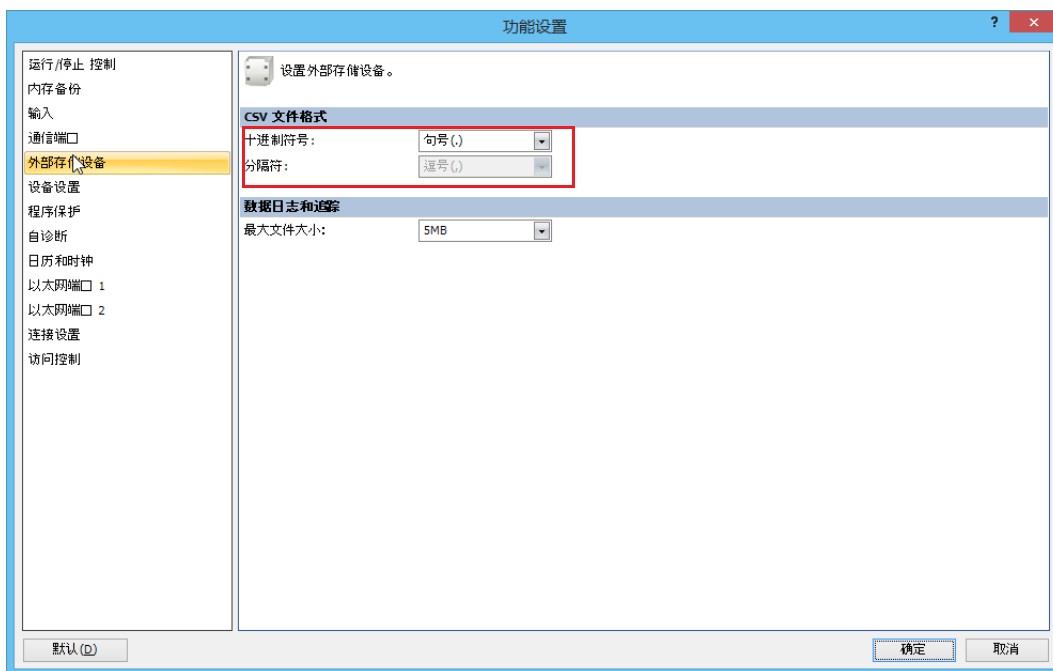 功能设置
? ×
运行/停止 控制
内存备份
输入
通信端口
外部存储设备
设备设置
程序保护
自诊断
日历和时钟
以太网端口 1
以太网端口 2
连接设置
访问控制
设置外部存储设备。
CSV 文件格式
十进制符号: 句号(.)
分隔符: 逗号(,)
数据日志和追踪
最大文件大小: 5MB
默认(D) 确定 取消